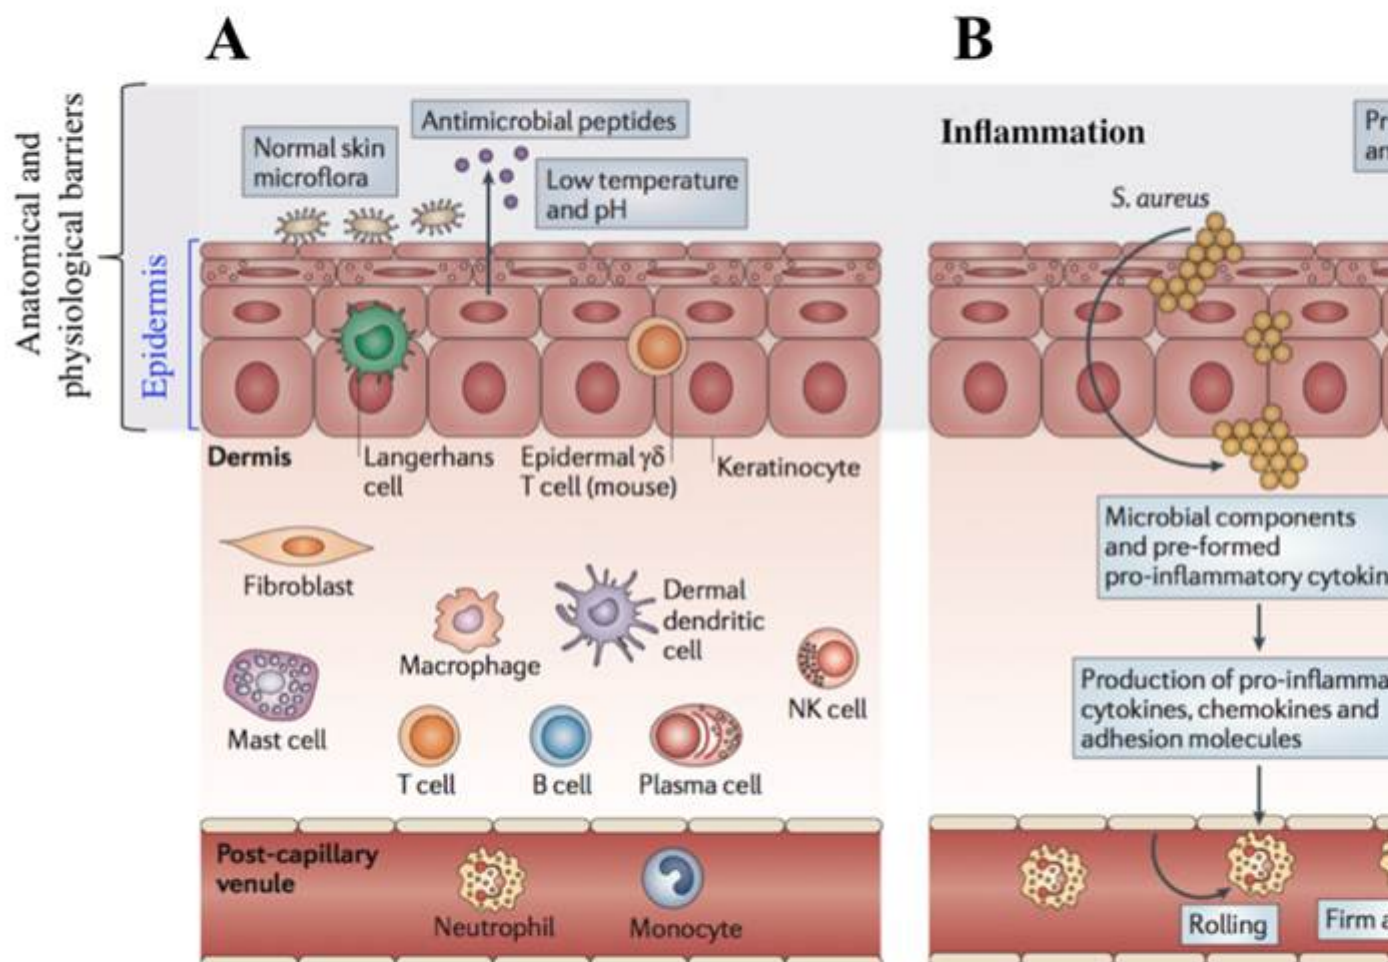 A
Anatomical and
physiological barriers
Epidermis
Antimicrobial peptides
Normal skin
microflora
Low temperature
and pH
Dermis
Langerhans
cell
Epidermal γδ
T cell (mouse)
Keratinocyte
Fibroblast
Macrophage
Dermal
dendritic
cell
NK cell
Mast cell
T cell
B cell
Plasma cell
Post-capillary
venule
Neutrophil
Monocyte
B
Inflammation
S. aureus
Microbial components
and pre-formed
pro-inflammatory
Production of
cytokines, chemokines and
adhesion molecules
Rolling
Firm